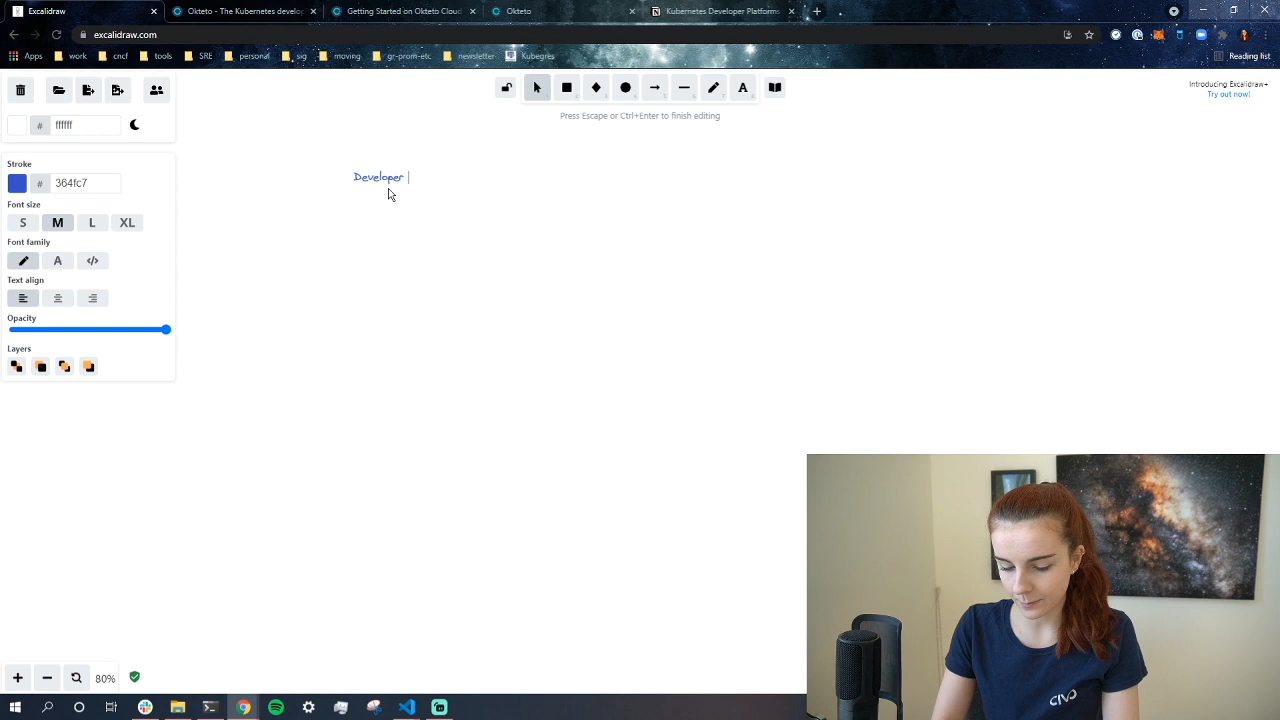 Excalidraw
Okteto - The Kubernetes develop
Getting Started on Okteto Cloud
Okteto
Kubernetes Developer Platforms
excalidraw.com
Apps
work
cncf
tools
SRE
personal
sig
moving
gr-prom-etc
newsletter
Kubegres
Reading list
# ffffff
Introducing Excalidraw+
Try out now!
Press Escape or Ctrl+Enter to finish editing
Stroke
# 364fc7
Font size
S M L XL
Font family
A </>
Text align
Opacity
Layers
Developer
80%
CIVO